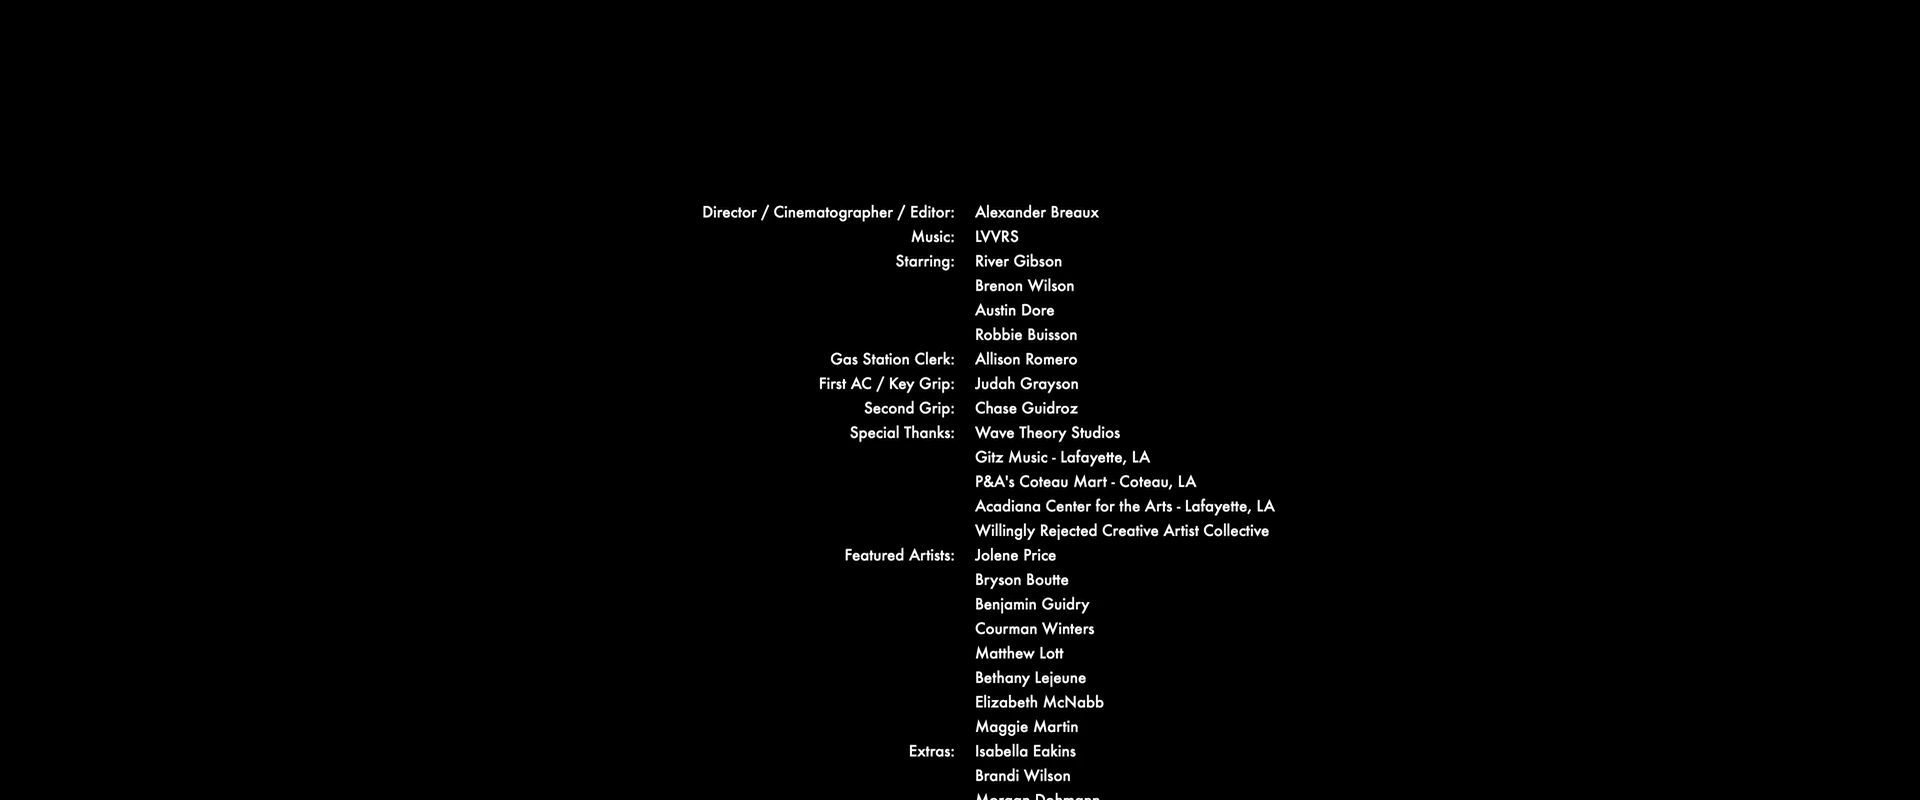 Director / Cinematographer / Editor: Alexander Breaux
Music: LVVRS
Starring: River Gibson
Brenon Wilson
Austin Dore
Robbie Buisson
Gas Station Clerk: Allison Romero
First AC / Key Grip: Judah Grayson
Second Grip: Chase Guidroz
Special Thanks: Wave Theory Studios
Gitz Music - Lafayette, LA
P&A's Coteau Mart - Coteau, LA
Acadiana Center for the Arts - Lafayette, LA
Willingly Rejected Creative Artist Collective
Featured Artists: Jolene Price
Bryson Boutte
Benjamin Guidry
Courman Winters
Matthew Lott
Bethany Lejeune
Elizabeth McNabb
Maggie Martin
Extras: Isabella Eakins
Brandi Wilson